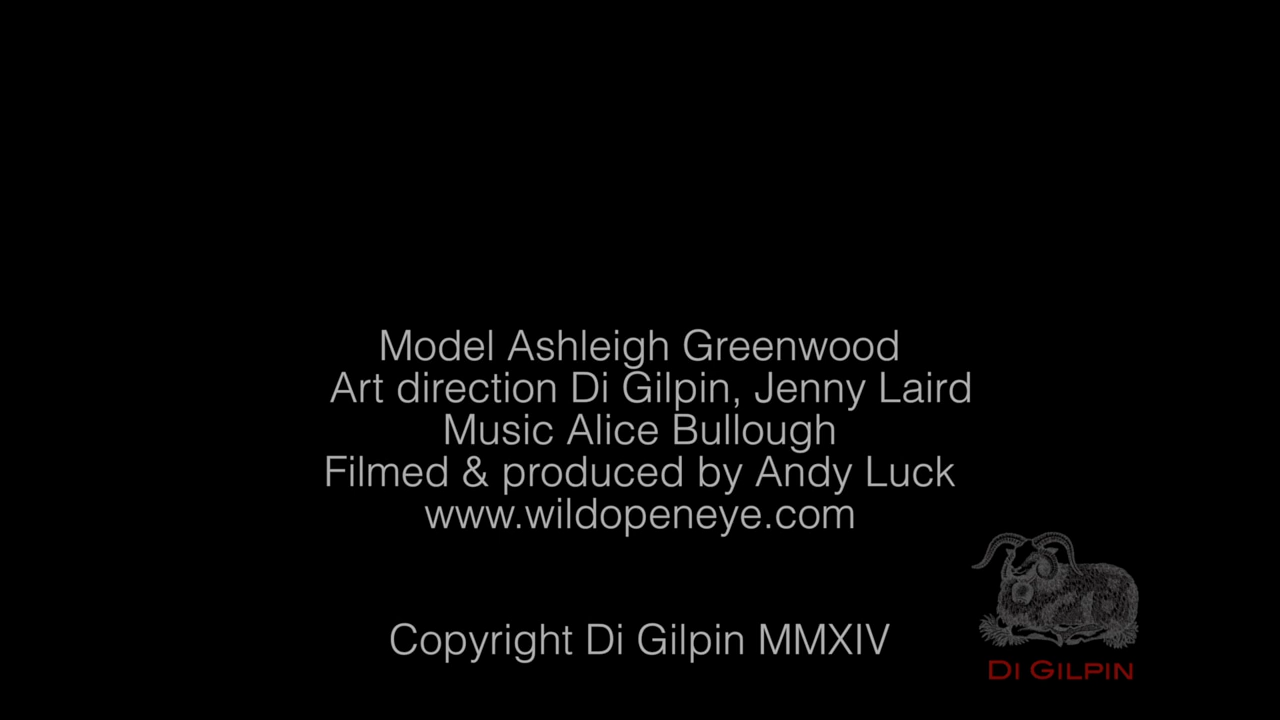 Model Ashleigh Greenwood
Art direction Di Gilpin, Jenny Laird
Music Alice Bullough
Filmed & produced by Andy Luck
www.wildopeneye.com
Copyright Di Gilpin MMXIV
DI GILPIN